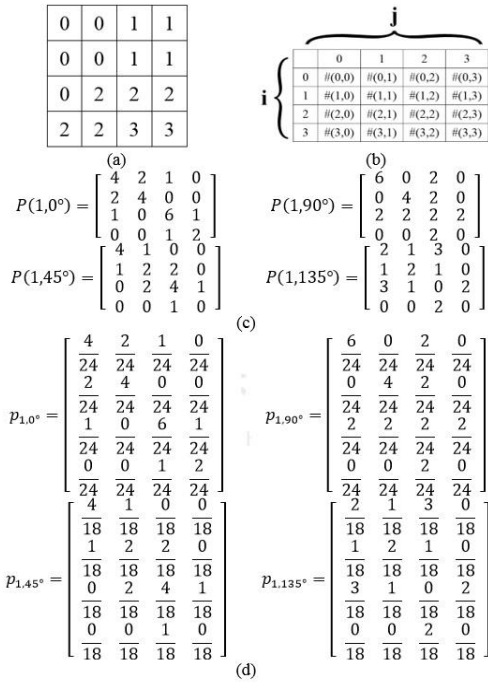 0 0 1 1
0 0 1 1
0 2 2 2
2 2 3 3
(a)
j
i
0 1 2 3
0 #(0,0) #(0,1) #(0,2) #(0,3)
1 #(1,0) #(1,1) #(1,2) #(1,3)
2 #(2,0) #(2,1) #(2,2) #(2,3)
3 #(3,0) #(3,1) #(3,2) #(3,3)
(b)
P(1,0°) =
4 2 1 0
2 4 0 0
1 0 6 1
0 0 1 2
P(1,90°) =
6 0 2 0
0 4 2 0
2 2 2 2
0 0 2 0
P(1,45°) =
4 1 0 0
1 2 2 0
0 2 4 1
0 0 1 0
P(1,135°) =
2 1 3 0
1 2 1 0
3 1 0 2
0 0 2 0
(c)
p1,0° =
4 2 1 0
24 24 24 24
2 4 0 0
24 24 24 24
1 0 6 1
24 24 24 24
0 0 1 2
24 24 24 24
p1,90° =
6 0 2 0
24 24 24 24
0 4 2 0
24 24 24 24
2 2 2 2
24 24 24 24
0 0 2 0
24 24 24 24
p1,45° =
4 1 0 0
18 18 18 18
1 2 2 0
18 18 18 18
0 2 4 1
18 18 18 18
0 0 1 0
18 18 18 18
p1,135° =
2 1 3 0
18 18 18 18
1 2 1 0
18 18 18 18
3 1 0 2
18 18 18 18
0 0 2 0
18 18 18 18
(d)